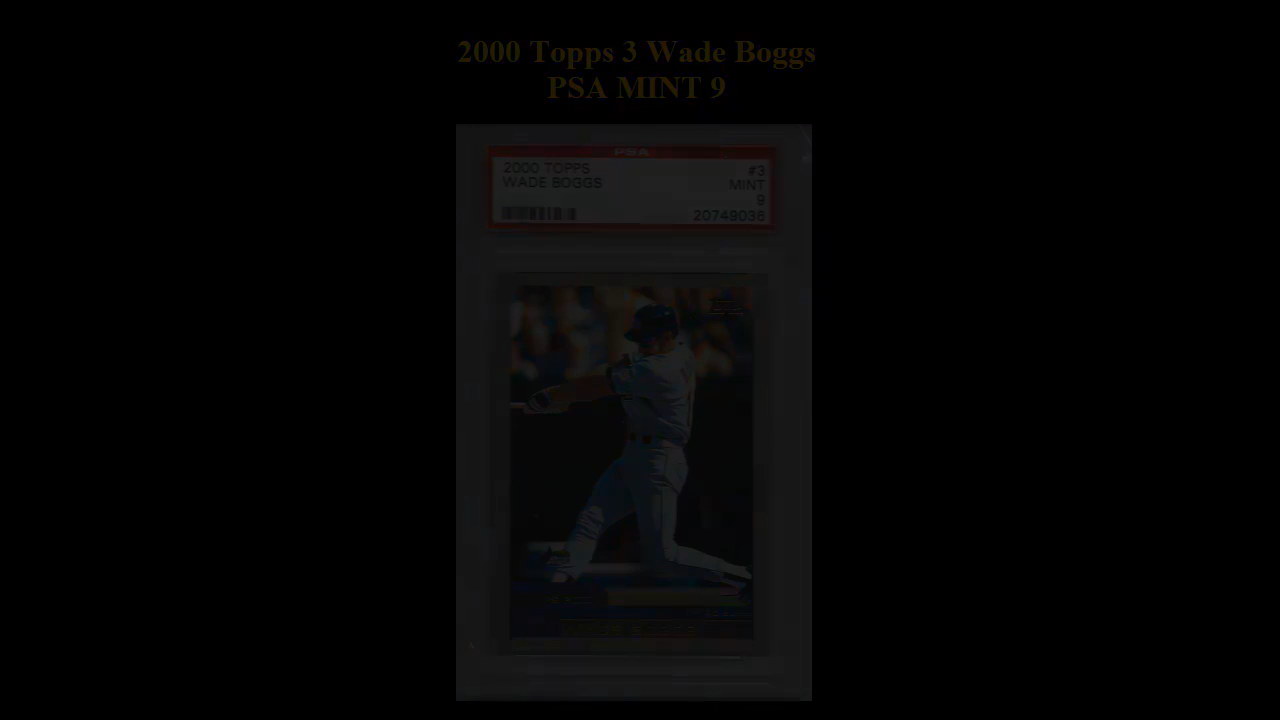 2000 Topps 3 Wade Boggs
PSA MINT 9
PSA
2000 TOPPS #3
WADE BOGGS MINT
9
20749036